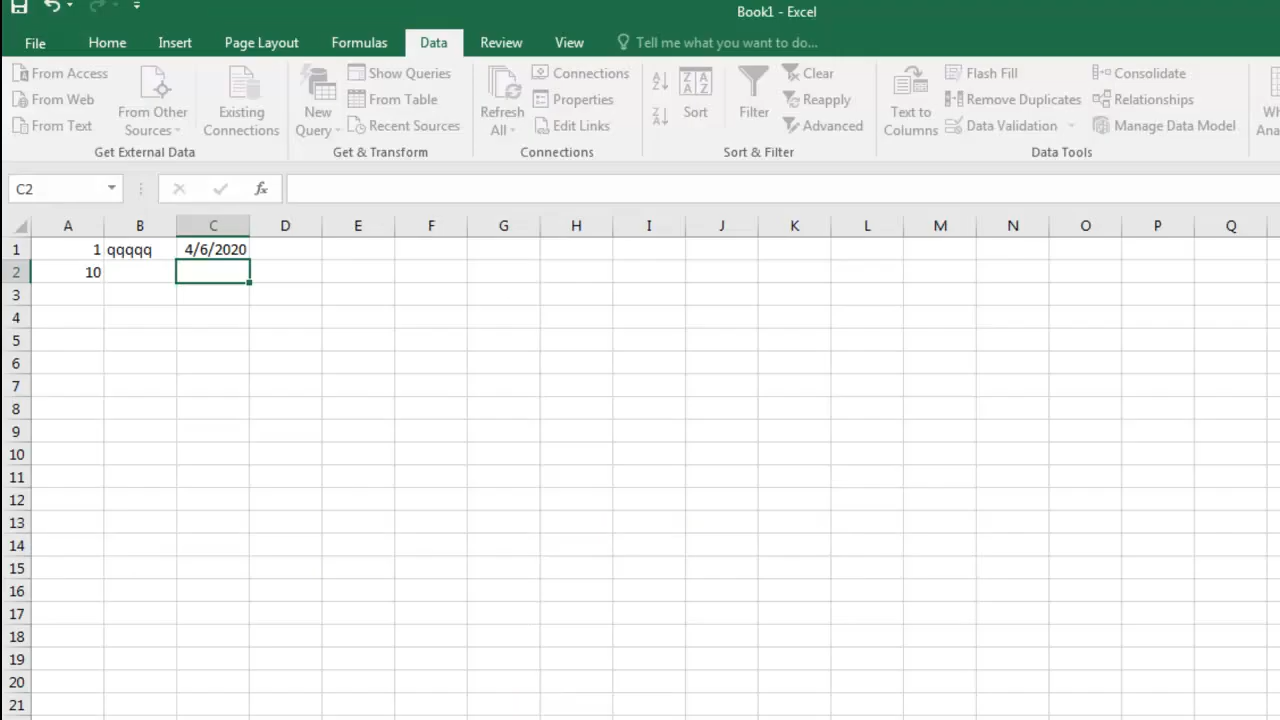 Book1 - Excel
File Home Insert Page Layout Formulas Data Review View Tell me what you want to do...
From Access
From Web
From Text
From Other
Sources
Existing
Connections
Get External Data
New
Query
Show Queries
From Table
Recent Sources
Get & Transform
Refresh
All
Connections
Properties
Edit Links
Connections
Sort
Filter
Clear
Reapply
Advanced
Sort & Filter
Text to
Columns
Flash Fill
Remove Duplicates
Data Validation
Consolidate
Relationships
Manage Data Model
Data Tools
C2 fx
A B C D E F G H I J K L M N O P Q
1 1 qqqqq 4/6/2020
2 10
3
4
5
6
7
8
9
10
11
12
13
14
15
16
17
18
19
20
21